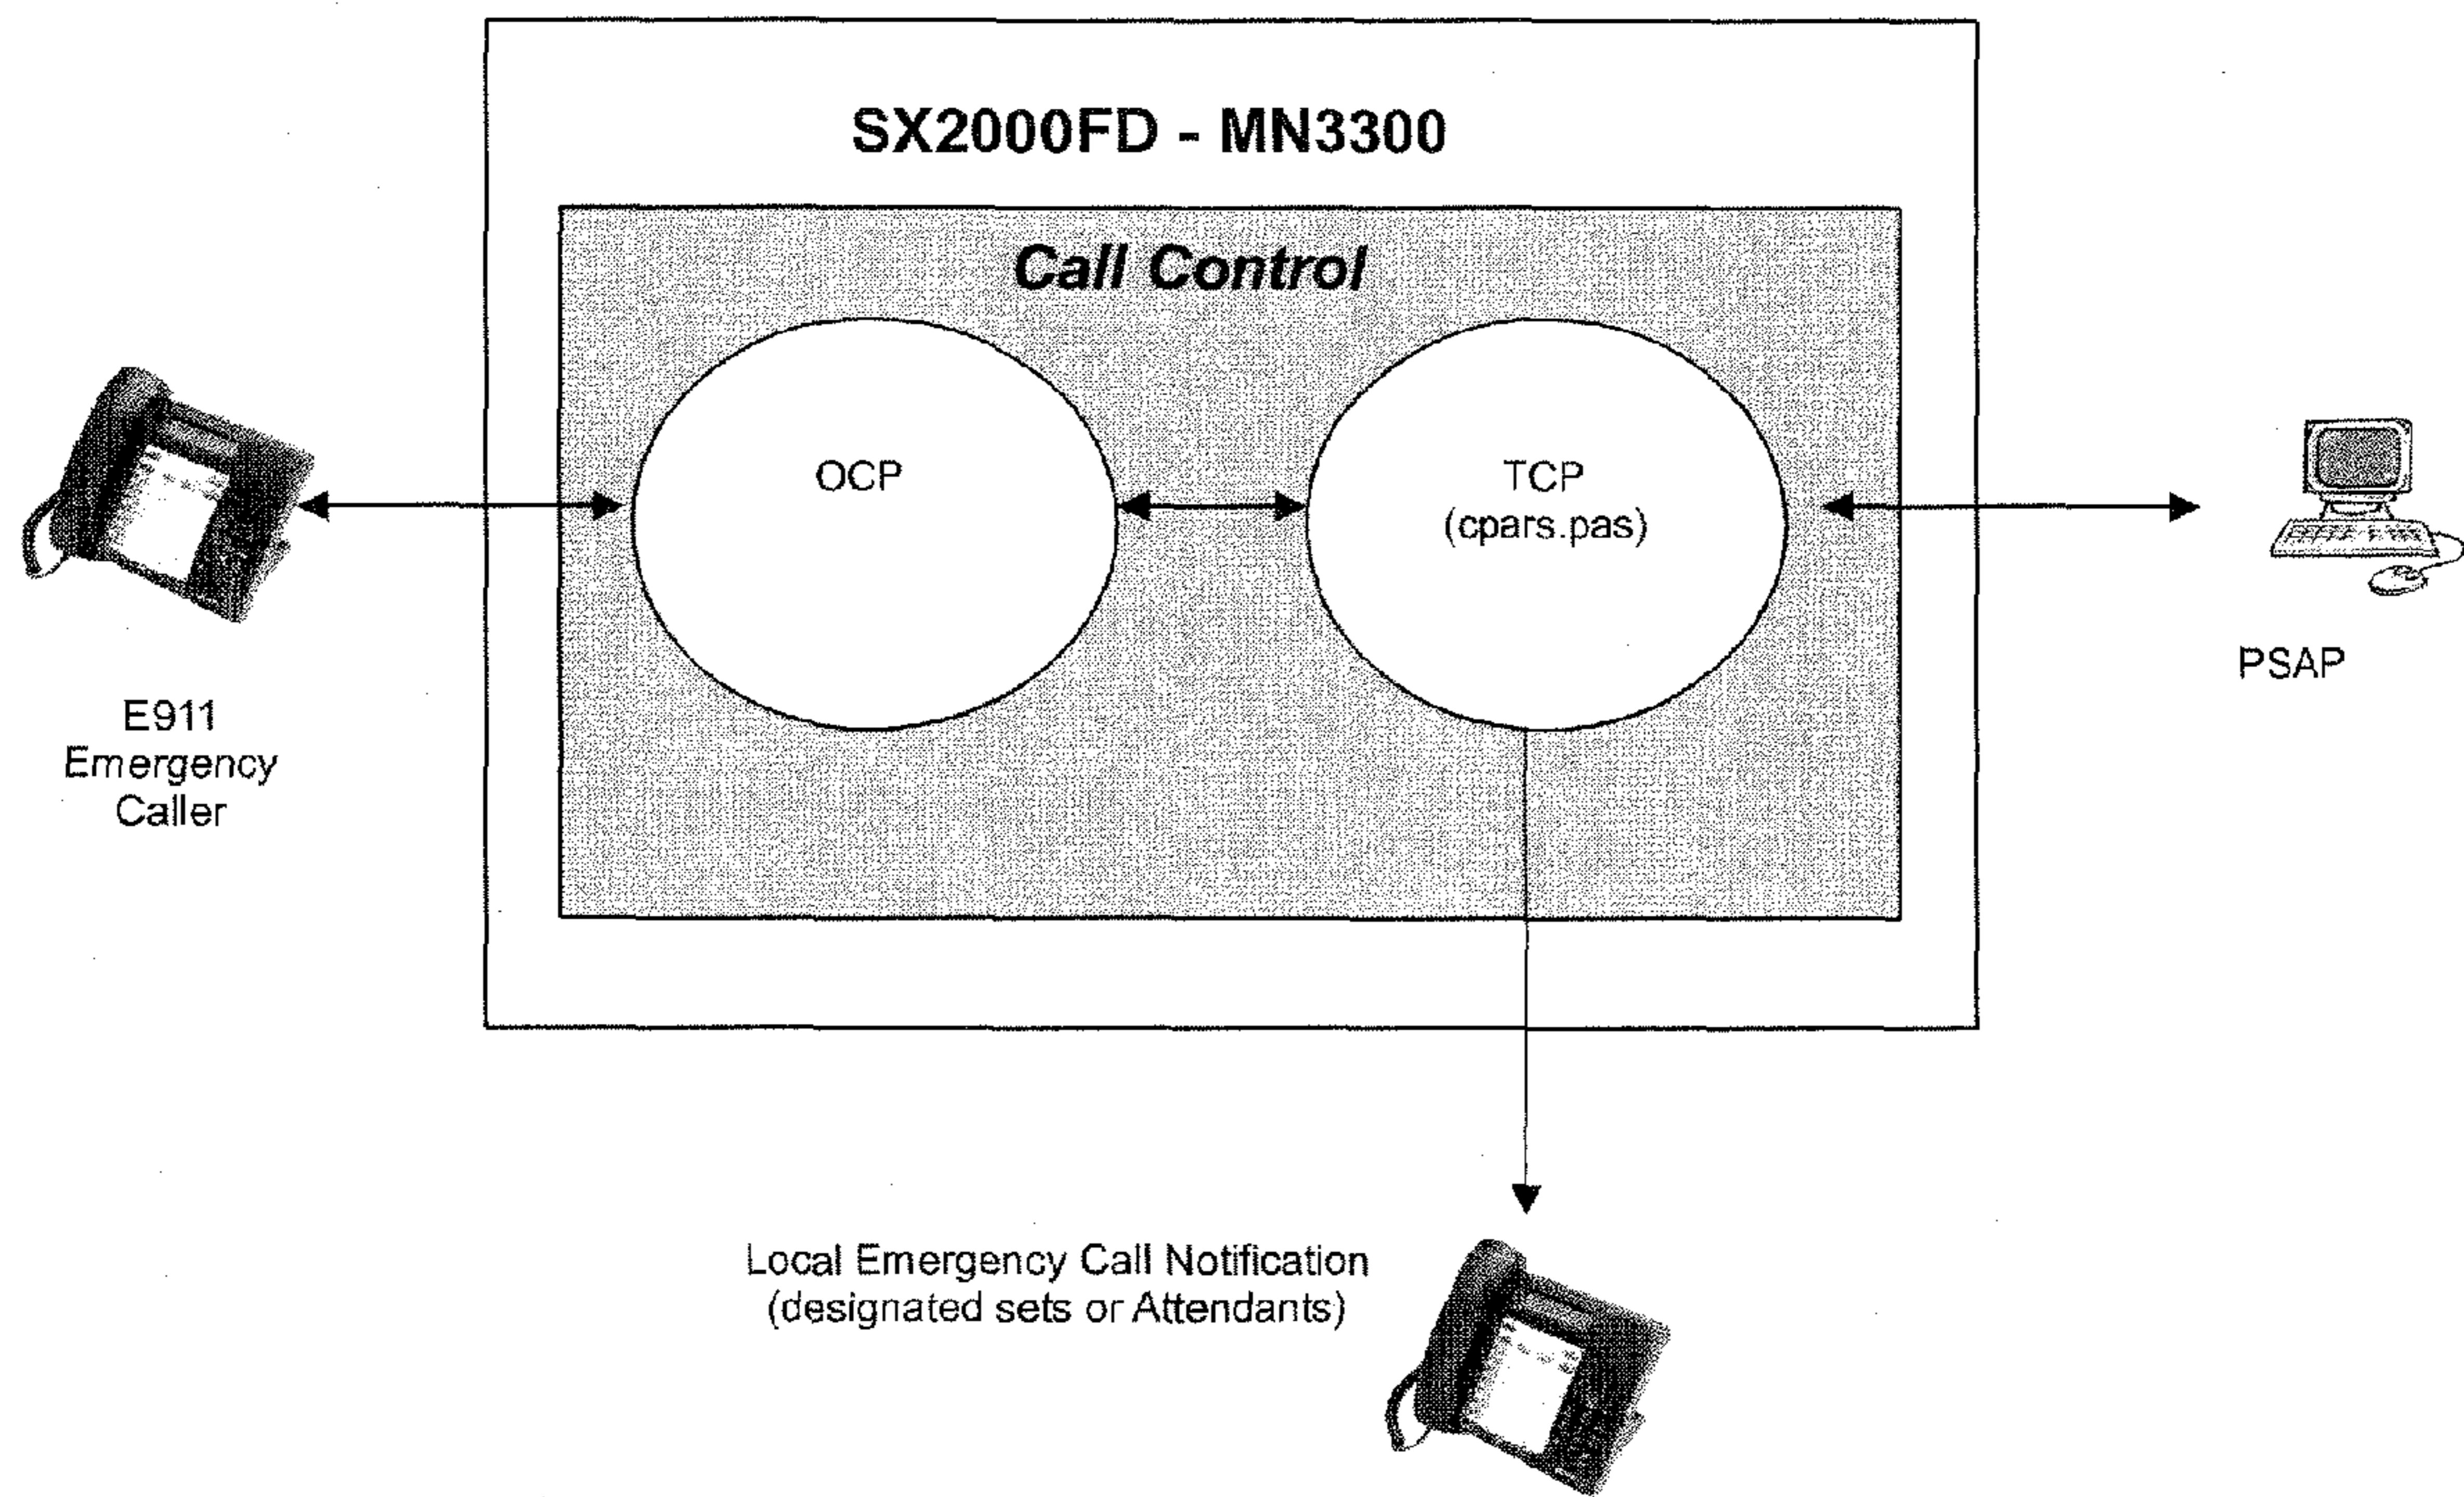 SX2000FD - MN3300
Call Control
OCP
TCP
(cpars.pas)
PSAP
E911
Emergency
Caller
Local Emergency Call Notification
(designated sets or Attendants)